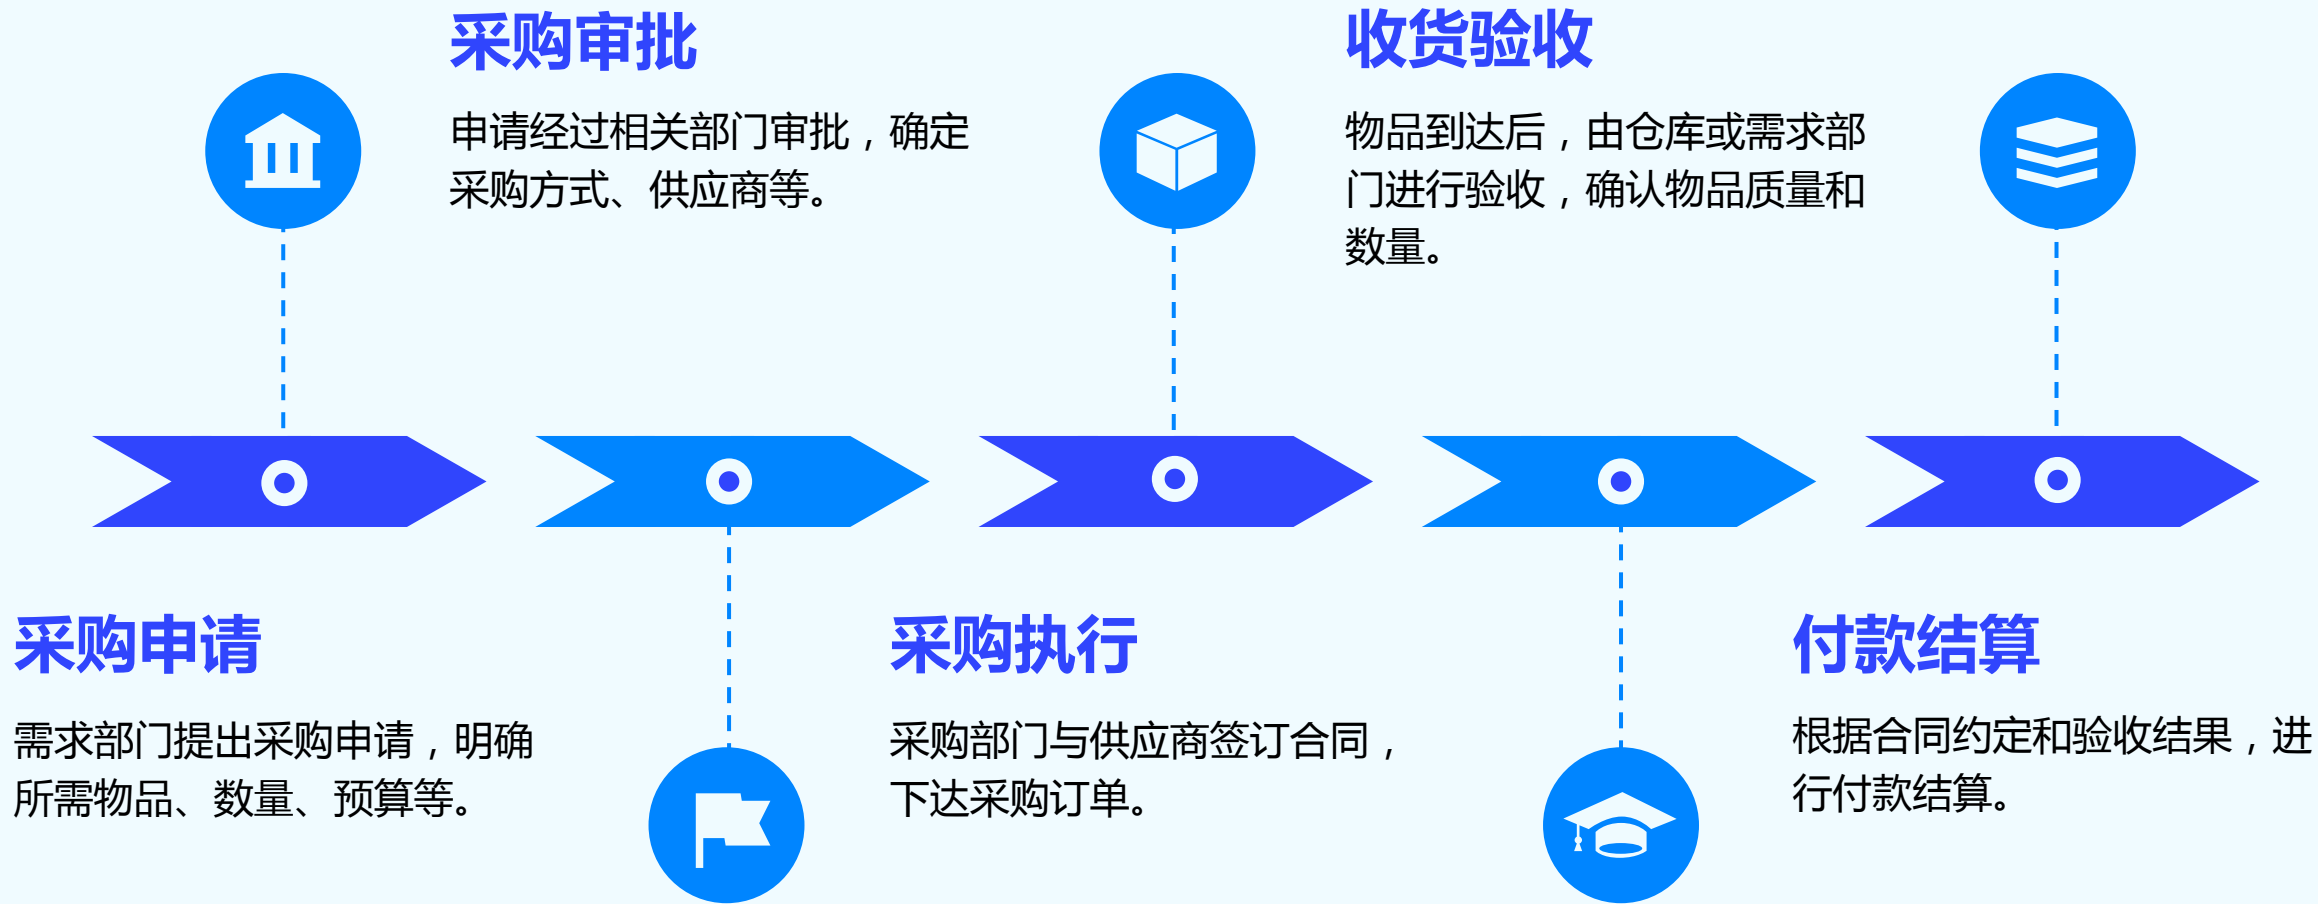 采购审批
申请经过相关部门审批，确定
采购方式、供应商等。
收货验收
物品到达后，由仓库或需求部
门进行验收，确认物品质量和
数量。
采购申请
需求部门提出采购申请，明确
所需物品、数量、预算等。
采购执行
采购部门与供应商签订合同，
下达采购订单。
付款结算
根据合同约定和验收结果，进
行付款结算。